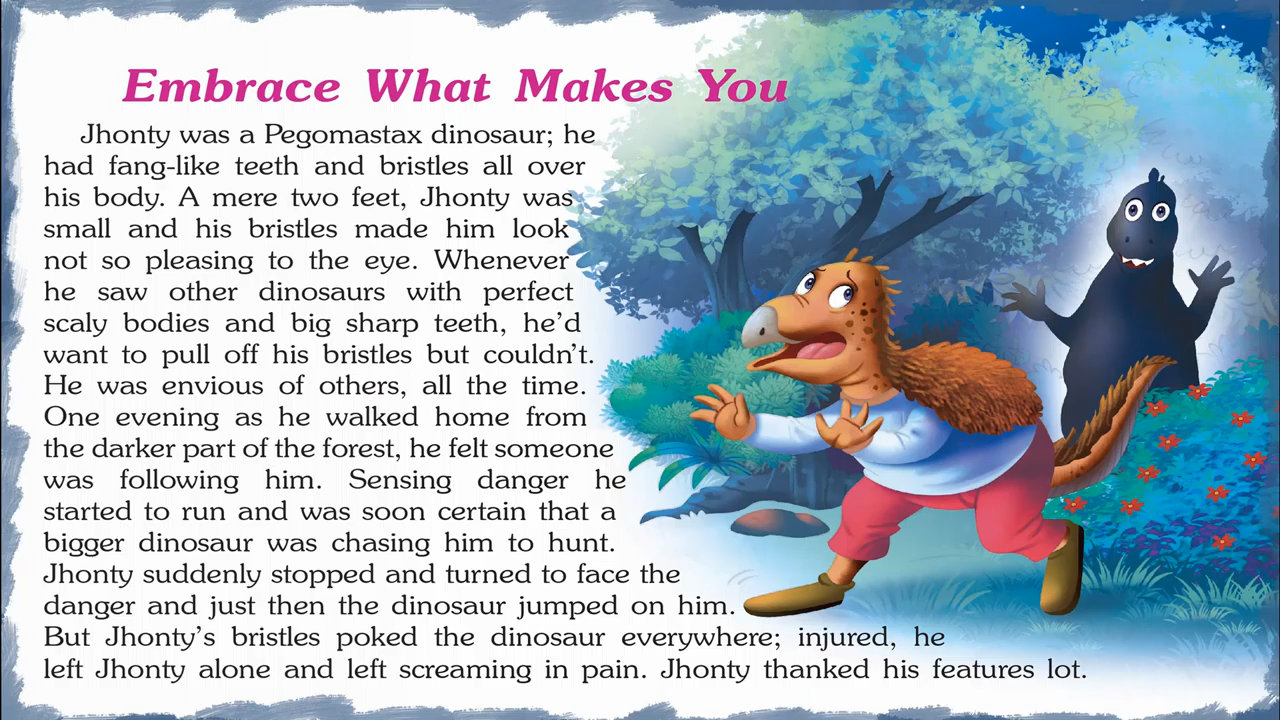 Embrace What Makes You
Jhonty was a Pegomastax dinosaur; he
had fang-like teeth and bristles all over
his body. A mere two feet, Jhonty was
small and his bristles made him look
not so pleasing to the eye. Whenever
he saw other dinosaurs with perfect
scaly bodies and big sharp teeth, he’d
want to pull off his bristles but couldn’t.
He was envious of others, all the time.
One evening as he walked home from
the darker part of the forest, he felt someone
was following him. Sensing danger he
started to run and was soon certain that a
bigger dinosaur was chasing him to hunt.
Jhonty suddenly stopped and turned to face the
danger and just then the dinosaur jumped on him.
But Jhonty’s bristles poked the dinosaur everywhere; injured, he
left Jhonty alone and left screaming in pain. Jhonty thanked his features lot.